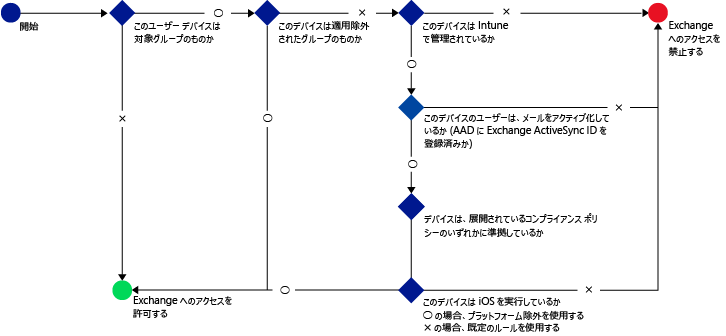 開始
このユーザー デバイスは
対象グループのものか
○
このデバイスは適用除外
されたグループのものか
×
このデバイスは Intune
で管理されているか
×
Exchange
へのアクセスを
禁止する
○
×
○
このデバイスのユーザーは、メールをアクティブ化して
いるか (AAD に Exchange ActiveSync ID を
登録済みか)
×
○
デバイスは、展開されているコンプライアンス ポリ
シーのいずれかに準拠しているか
Exchange へのアクセスを
許可する
○
このデバイスは iOS を実行しているか
○ の場合、プラットフォーム除外を使用する
× の場合、既定のルールを使用する
×